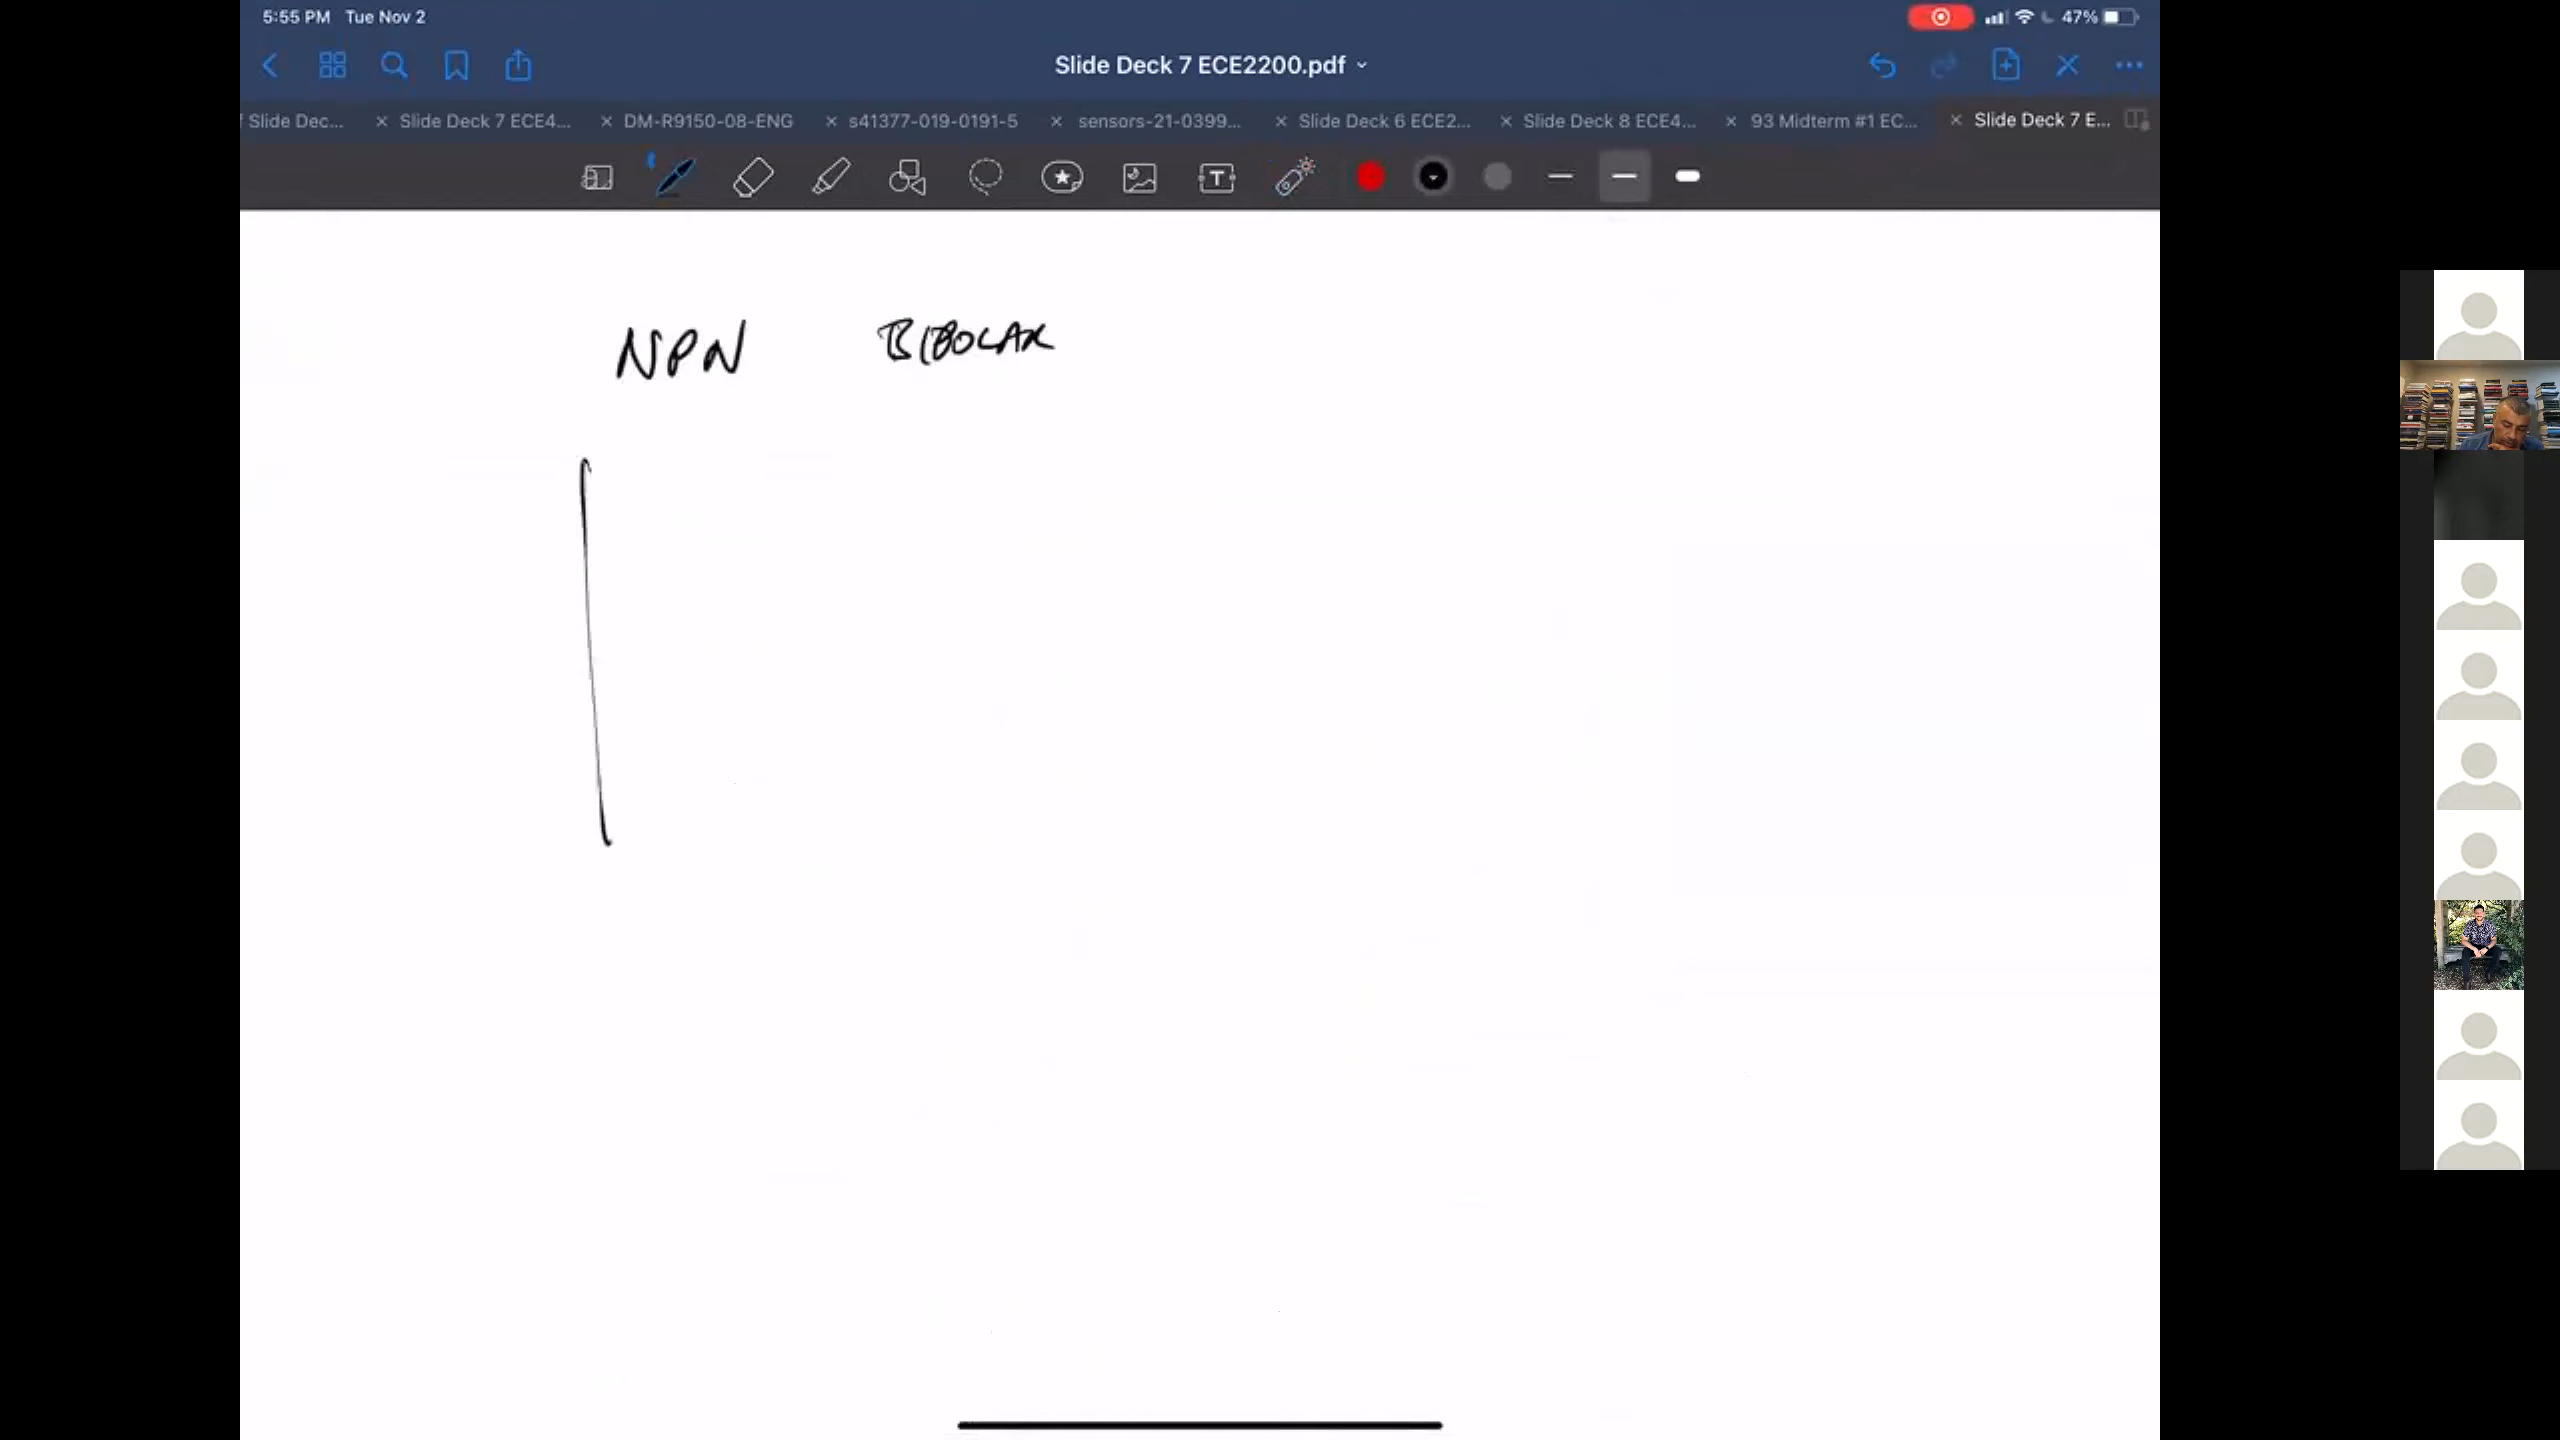 5:55 PM Tue Nov 2
47%
Slide Deck 7 ECE2200.pdf
f Slide Dec...
Slide Deck 7 ECE4...
DM-R9150-08-ENG
s41377-019-0191-5
sensors-21-0399...
Slide Deck 6 ECE2...
Slide Deck 8 ECE4...
93 Midterm #1 EC...
Slide Deck 7 E...
T
NPN BIBOLAR